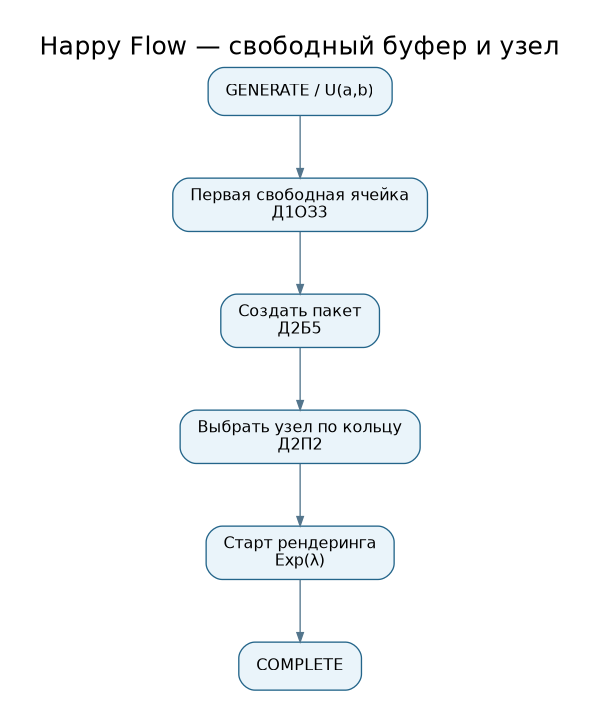 Happy Flow — свободный буфер и узел
GENERATE / U(a,b)
Первая свободная ячейка
Д1ОЗ3
Создать пакет
Д2Б5
Выбрать узел по кольцу
Д2П2
Старт рендеринга
Exp(λ)
COMPLETE